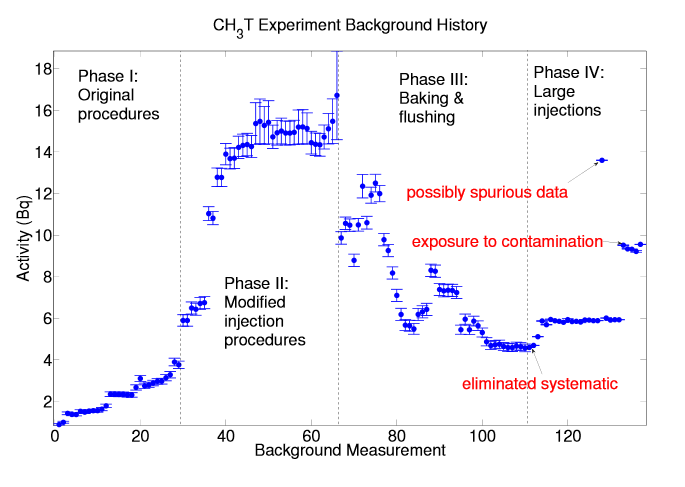 CH3T Experiment Background History
Activity (Bq)
18
16
14
12
10
8
6
4
2
Phase I:
Original
procedures
Phase II:
Modified
injection
procedures
Phase III:
Baking &
flushing
Phase IV:
Large
injections
possibly spurious data
exposure to contamination
eliminated systematic
0
20
40
60
80
100
120
Background Measurement